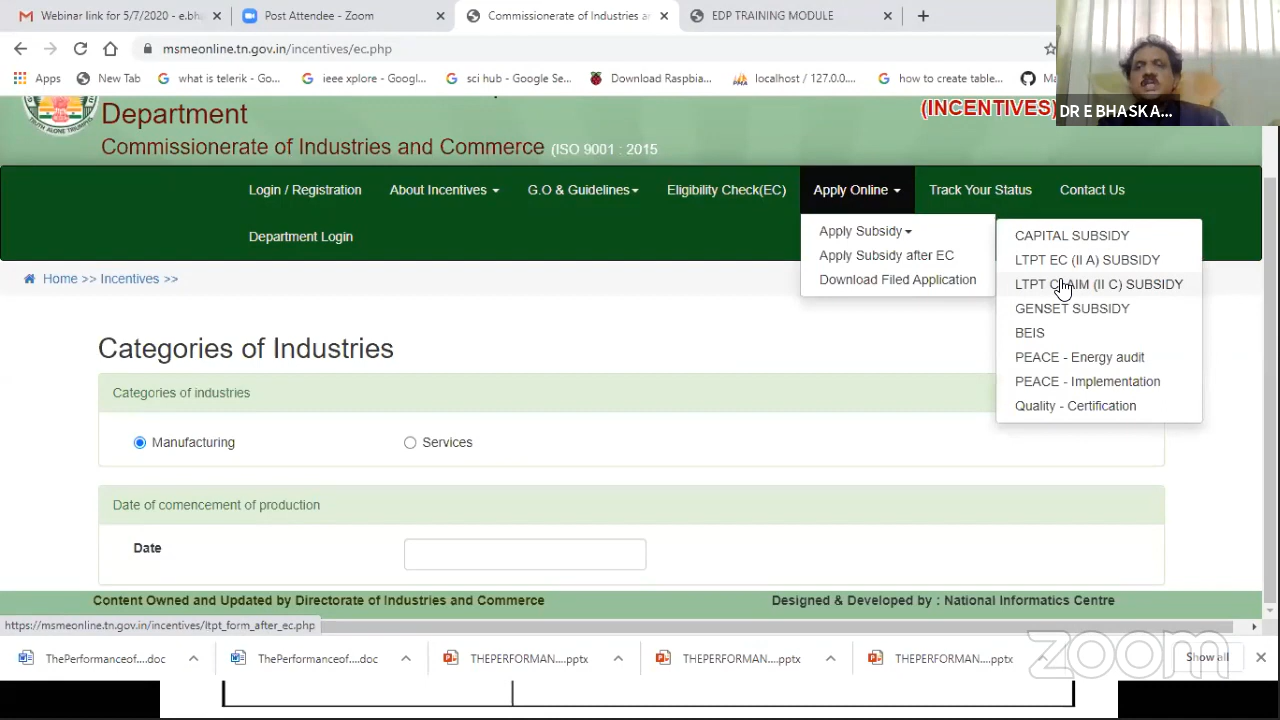 Webinar link for 5/7/2020 - e.bha
Post Attendee - Zoom
Commissionerate of Industries an
EDP TRAINING MODULE
msmeonline.tn.gov.in/incentives/ec.php
Apps
New Tab
what is telerik - Go...
ieee xplore - Googl...
sci hub - Google Se...
Download Raspbia...
localhost / 127.0.0....
how to create table...
Ma
DR E BHASKA...
Department
(INCENTIVES)
Commissionerate of Industries and Commerce (ISO 9001 : 2015
Login / Registration
About Incentives
G.O & Guidelines
Eligibility Check(EC)
Apply Online
Track Your Status
Contact Us
Department Login
Apply Subsidy
Apply Subsidy after EC
Download Filed Application
CAPITAL SUBSIDY
LTPT EC (II A) SUBSIDY
LTPT CLAIM (II C) SUBSIDY
GENSET SUBSIDY
BEIS
PEACE - Energy audit
PEACE - Implementation
Quality - Certification
Home >> Incentives >>
Categories of Industries
Categories of industries
Manufacturing
Services
Date of comencement of production
Date
Content Owned and Updated by Directorate of Industries and Commerce
Designed & Developed by : National Informatics Centre
https://msmeonline.tn.gov.in/incentives/ltpt_form_after_ec.php
ThePerformanceof....doc
ThePerformanceof....doc
THEPERFORMAN....pptx
THEPERFORMAN....pptx
THEPERFORMAN....pptx
Show all
zoom